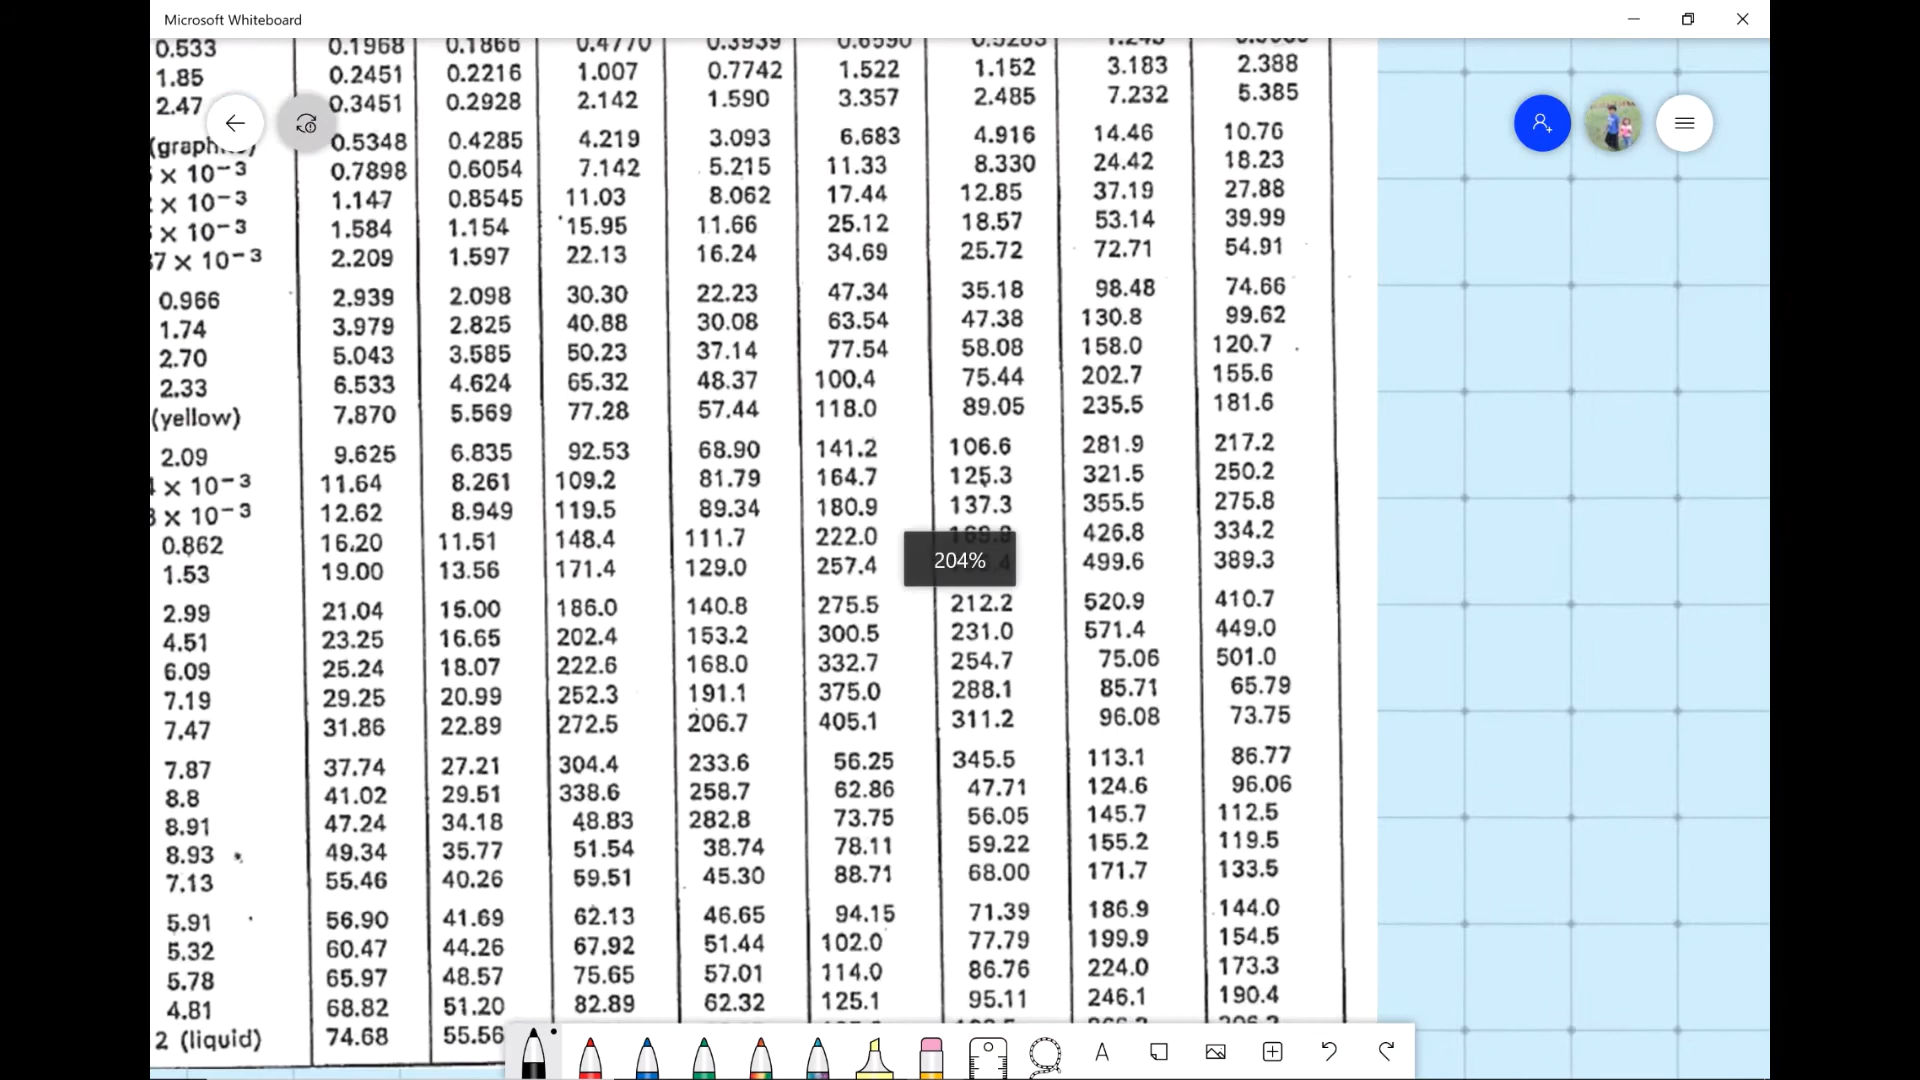 Microsoft Whiteboard
0.533 0.1968 0.1866 0.4770 0.3939 0.6590 0.5283
1.85 0.2451 0.2216 1.007 0.7742 1.522 1.152 3.183 2.388
2.47 0.3451 0.2928 2.142 1.590 3.357 2.485 7.232 5.385
0.5348 0.4285 4.219 3.093 6.683 4.916 14.46 10.76
× 10−3 0.7898 0.6054 7.142 5.215 11.33 8.330 24.42 18.23
× 10−3 1.147 0.8545 11.03 8.062 17.44 12.85 37.19 27.88
× 10−3 1.584 1.154 15.95 11.66 25.12 18.57 53.14 39.99
7 × 10−3 2.209 1.597 22.13 16.24 34.69 25.72 72.71 54.91
0.966 2.939 2.098 30.30 22.23 47.34 35.18 98.48 74.66
1.74 3.979 2.825 40.88 30.08 63.54 47.38 130.8 99.62
2.70 5.043 3.585 50.23 37.14 77.54 58.08 158.0 120.7
2.33 6.533 4.624 65.32 48.37 100.4 75.44 202.7 155.6
(yellow) 7.870 5.569 77.28 57.44 118.0 89.05 235.5 181.6
2.09 9.625 6.835 92.53 68.90 141.2 106.6 281.9 217.2
× 10−3 11.64 8.261 109.2 81.79 164.7 125.3 321.5 250.2
× 10−3 12.62 8.949 119.5 89.34 180.9 137.3 355.5 275.8
0.862 16.20 11.51 148.4 111.7 222.0 426.8 334.2
1.53 19.00 13.56 171.4 129.0 257.4 499.6 389.3
204%
2.99 21.04 15.00 186.0 140.8 275.5 212.2 520.9 410.7
4.51 23.25 16.65 202.4 153.2 300.5 231.0 571.4 449.0
6.09 25.24 18.07 222.6 168.0 332.7 254.7 75.06 501.0
7.19 29.25 20.99 252.3 191.1 375.0 288.1 85.71 65.79
7.47 31.86 22.89 272.5 206.7 405.1 311.2 96.08 73.75
7.87 37.74 27.21 304.4 233.6 56.25 345.5 113.1 86.77
8.8 41.02 29.51 338.6 258.7 62.86 47.71 124.6 96.06
8.91 47.24 34.18 48.83 282.8 73.75 56.05 145.7 112.5
8.93 49.34 35.77 51.54 38.74 78.11 59.22 155.2 119.5
7.13 55.46 40.26 59.51 45.30 88.71 68.00 171.7 133.5
5.91 56.90 41.69 62.13 46.65 94.15 71.39 186.9 144.0
5.32 60.47 44.26 67.92 51.44 102.0 77.79 199.9 154.5
5.78 65.97 48.57 75.65 57.01 114.0 86.76 224.0 173.3
4.81 68.82 51.20 82.89 62.32 125.1 95.11 246.1 190.4
2 (liquid) 74.68 55.56